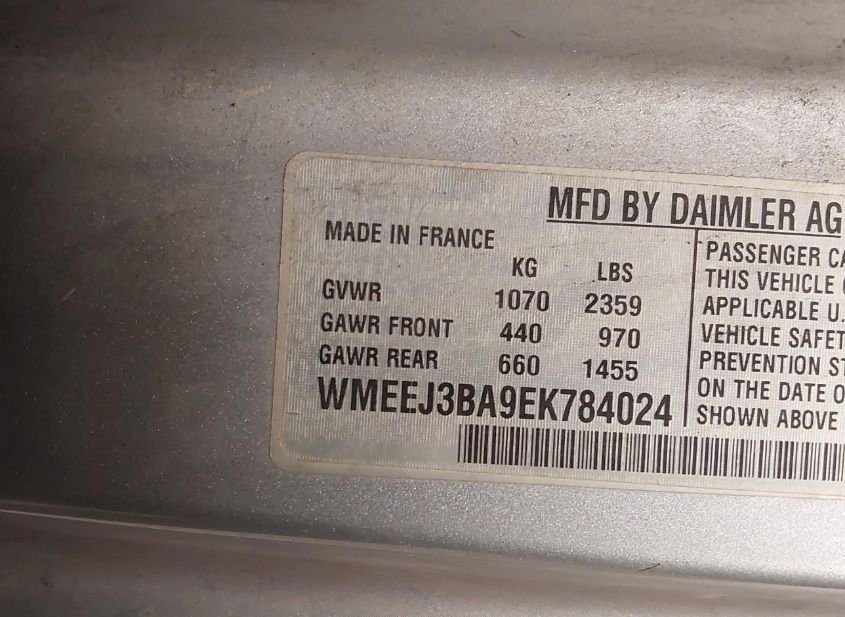 MFD BY DAIMLER AG
MADE IN FRANCE
KG LBS
GVWR 1070 2359
GAWR FRONT 440 970
GAWR REAR 660 1455
WMEEJ3BA9EK784024
PASSENGER CA
THIS VEHICLE
APPLICABLE U.
VEHICLE SAFET
PREVENTION ST
ON THE DATE O
SHOWN ABOVE